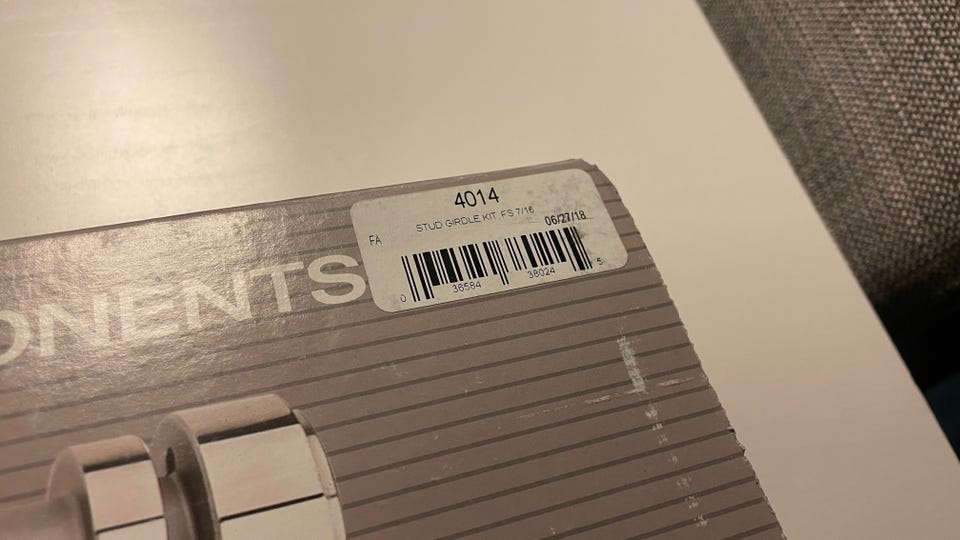 4014
STUD GIRDLE KIT, FS 7/16
FA 06/27/18
0 36584 38024 5
ONENTS